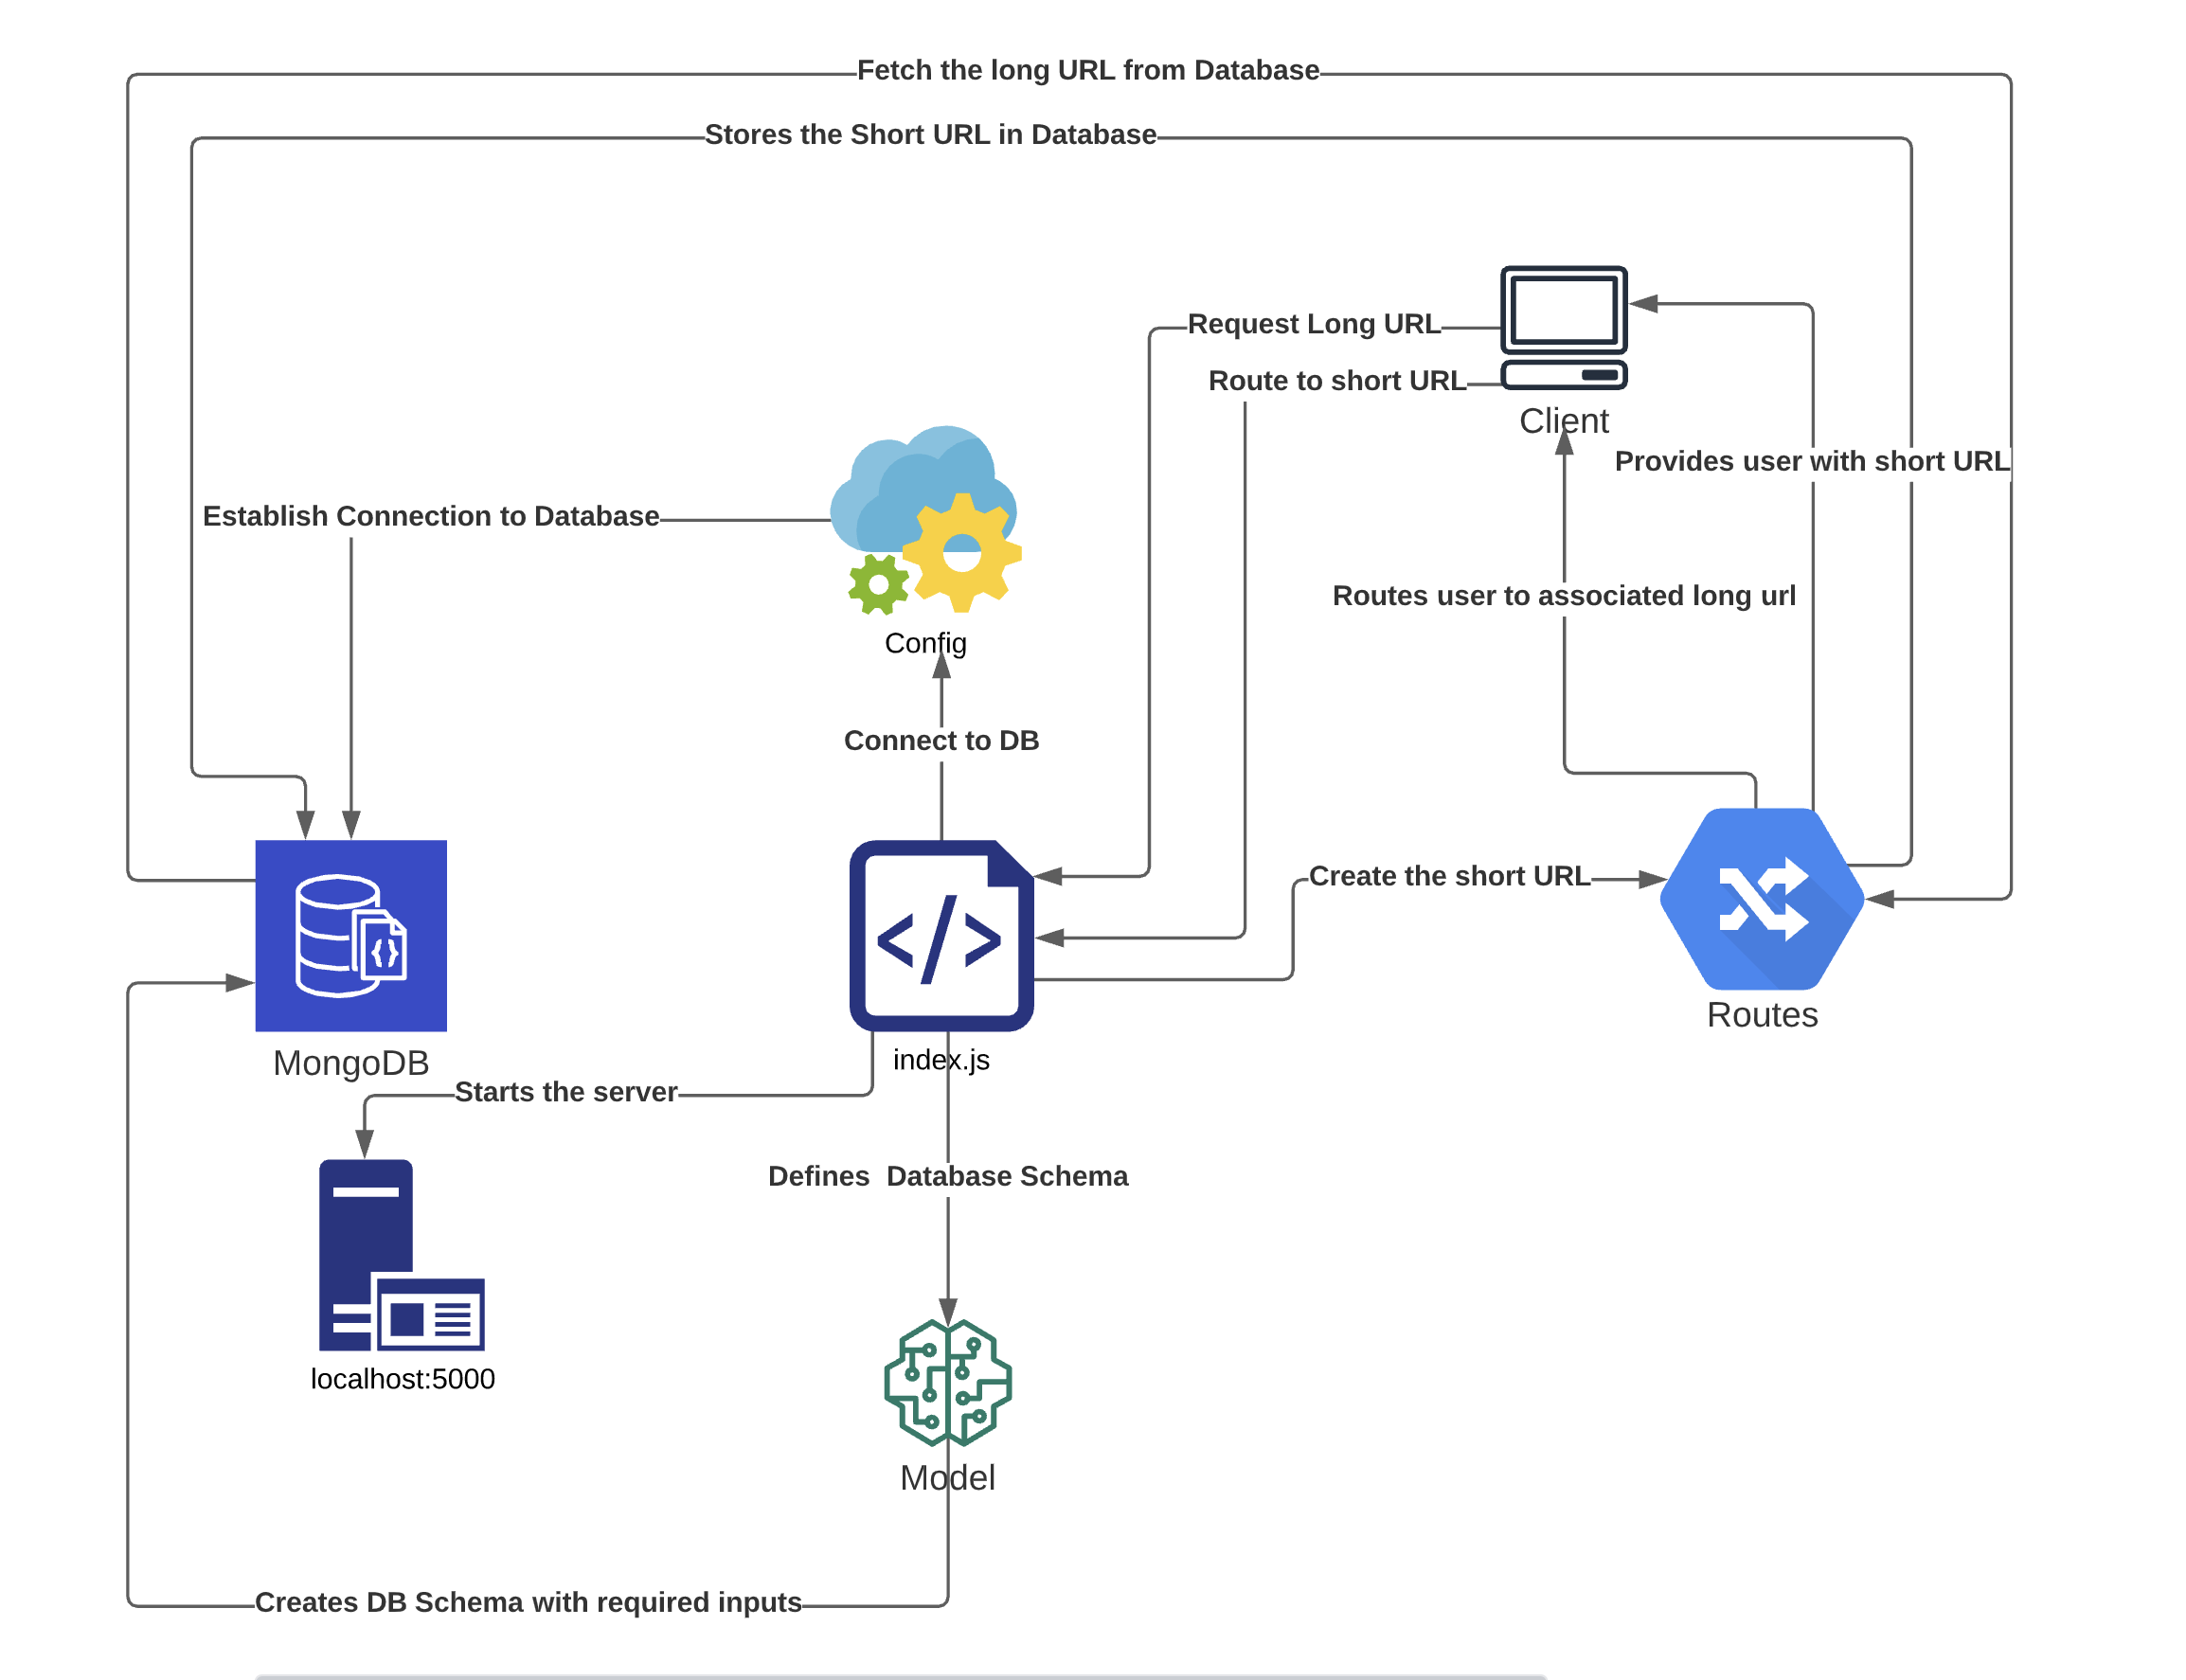 Fetch the long URL from Database
Stores the Short URL in Database
Request Long URL
Route to short URL
Client
Provides user with short URL
Establish Connection to Database
Routes user to associated long url
Config
Connect to DB
Create the short URL
Routes
MongoDB
index.js
Starts the server
Defines  Database Schema
localhost:5000
Model
Creates DB Schema with required inputs